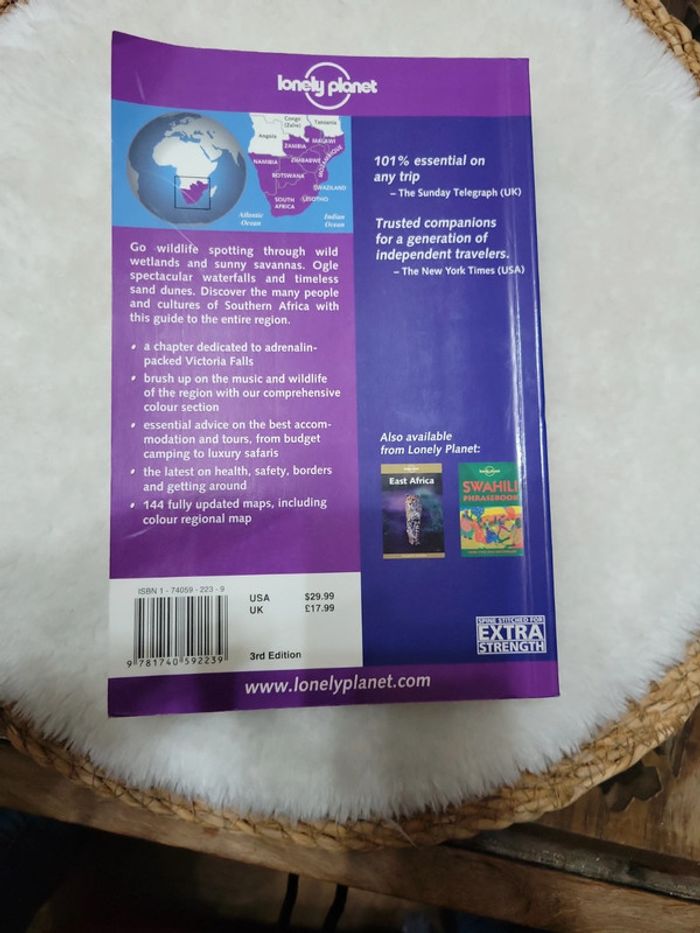 lonely planet
Congo
(Zaïre)
Tanzania
Angola
ZAMBIA
MALAWI
MOZAMBIQUE
NAMIBIA
ZIMBABWE
BOTSWANA
SWAZILAND
SOUTH
AFRICA
LESOTHO
Atlantic
Ocean
Indian
Ocean
Go wildlife spotting through wild
wetlands and sunny savannas. Ogle
spectacular waterfalls and timeless
sand dunes. Discover the many people
and cultures of Southern Africa with
this guide to the entire region.
• a chapter dedicated to adrenalin-
packed Victoria Falls
• brush up on the music and wildlife
of the region with our comprehensive
colour section
• essential advice on the best accom-
modation and tours, from budget
camping to luxury safaris
• the latest on health, safety, borders
and getting around
• 144 fully updated maps, including
colour regional map
ISBN 1 - 74059 - 223 - 9
9 781740 592239
USA $29.99
UK £17.99
3rd Edition
101% essential on
any trip
– The Sunday Telegraph (UK)
Trusted companions
for a generation of
independent travelers.
– The New York Times (USA)
Also available
from Lonely Planet:
East Africa
SWAHILI
PHRASEBOOK
SPINE STITCHED FOR
EXTRA
STRENGTH
www.lonelyplanet.com